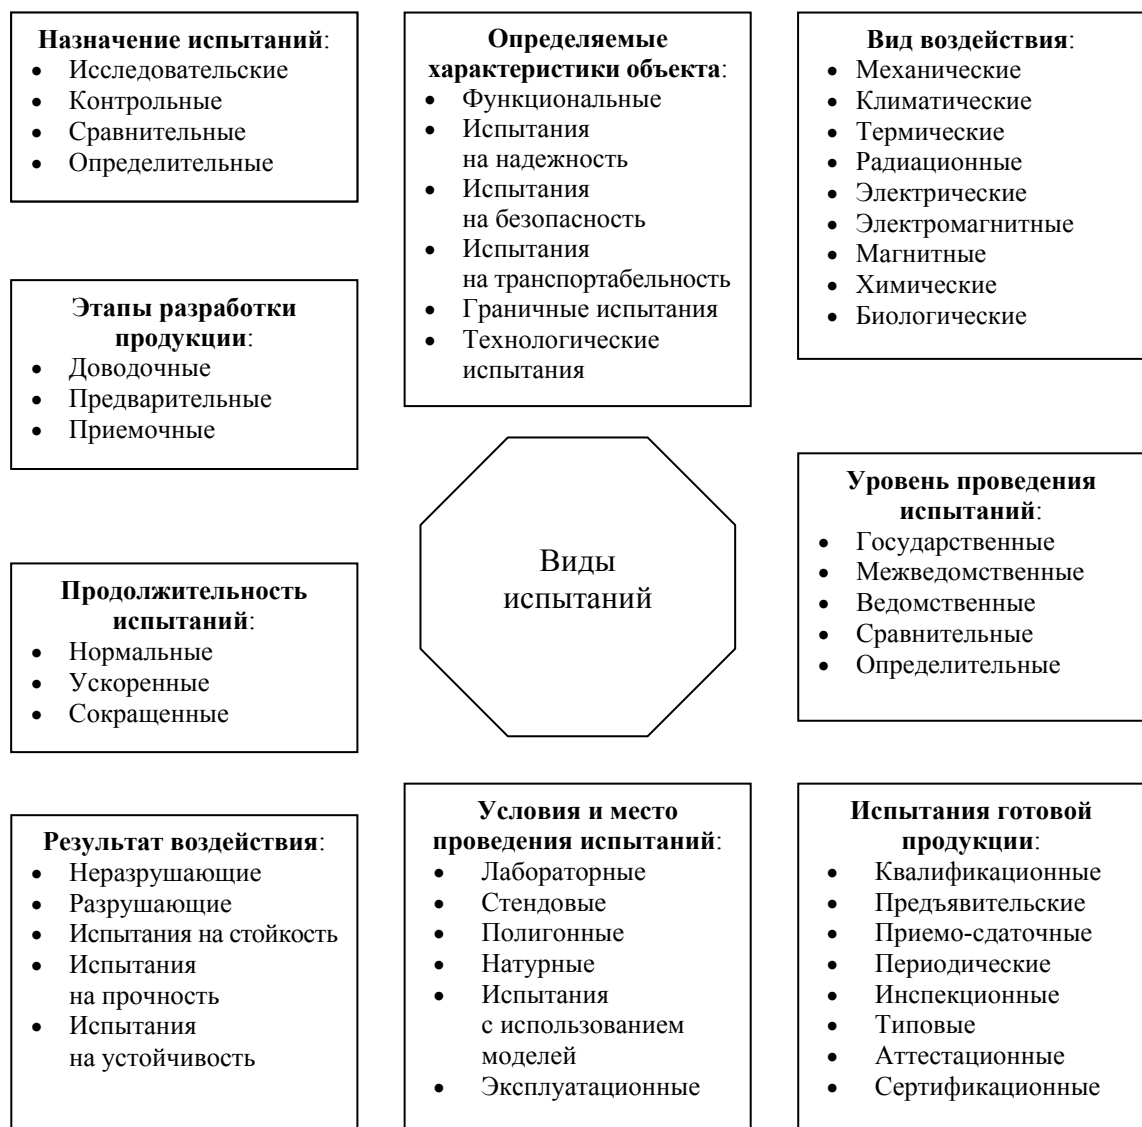 Назначение испытаний:
• Исследовательские
• Контрольные
• Сравнительные
• Определительные
Определяемые
характеристики объекта:
• Функциональные
• Испытания
на надежность
• Испытания
на безопасность
• Испытания
на транспортабельность
• Граничные испытания
• Технологические
испытания
Вид воздействия:
• Механические
• Климатические
• Термические
• Радиационные
• Электрические
• Электромагнитные
• Магнитные
• Химические
• Биологические
Этапы разработки
продукции:
• Доводочные
• Предварительные
• Приемочные
Виды
испытаний
Уровень проведения
испытаний:
• Государственные
• Межведомственные
• Ведомственные
• Сравнительные
• Определительные
Продолжительность
испытаний:
• Нормальные
• Ускоренные
• Сокращенные
Результат воздействия:
• Неразрушающие
• Разрушающие
• Испытания на стойкость
• Испытания
на прочность
• Испытания
на устойчивость
Условия и место
проведения испытаний:
• Лабораторные
• Стендовые
• Полигонные
• Натурные
• Испытания
с использованием
моделей
• Эксплуатационные
Испытания готовой
продукции:
• Квалификационные
• Предъявительские
• Приемо-сдаточные
• Периодические
• Инспекционные
• Типовые
• Аттестационные
• Сертификационные